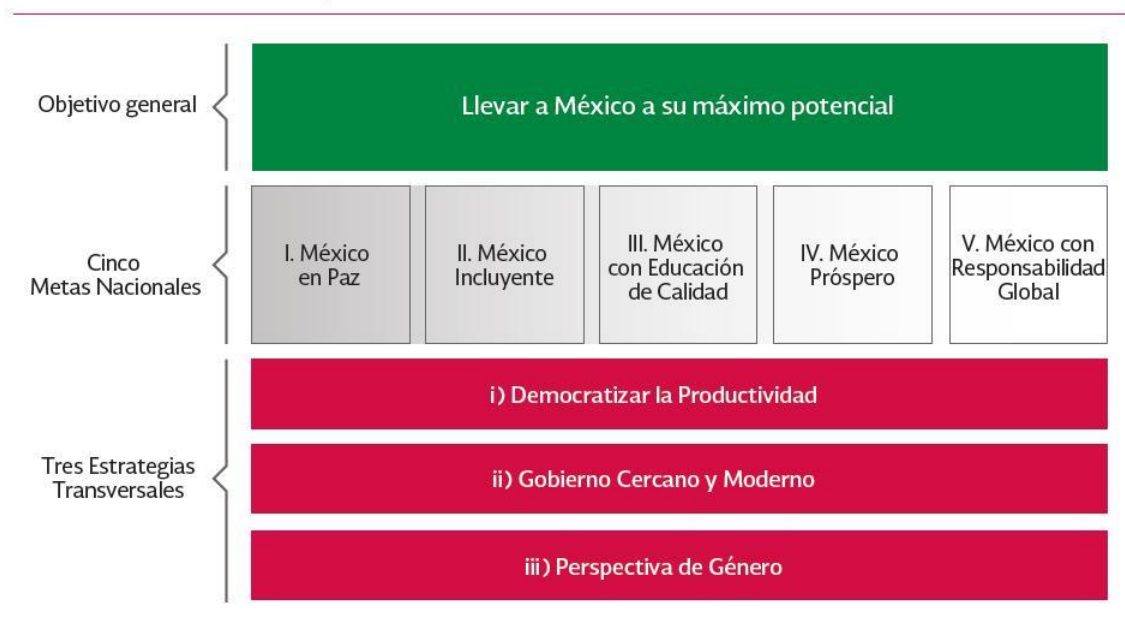 Objetivo general
Llevar a México a su máximo potencial
Cinco
Metas Nacionales
I. México
en Paz
II. México
Incluyente
III. México
con Educación
de Calidad
IV. México
Próspero
V. México con
Responsabilidad
Global
Tres Estrategias
Transversales
i) Democratizar la Productividad
ii) Gobierno Cercano y Moderno
iii) Perspectiva de Género